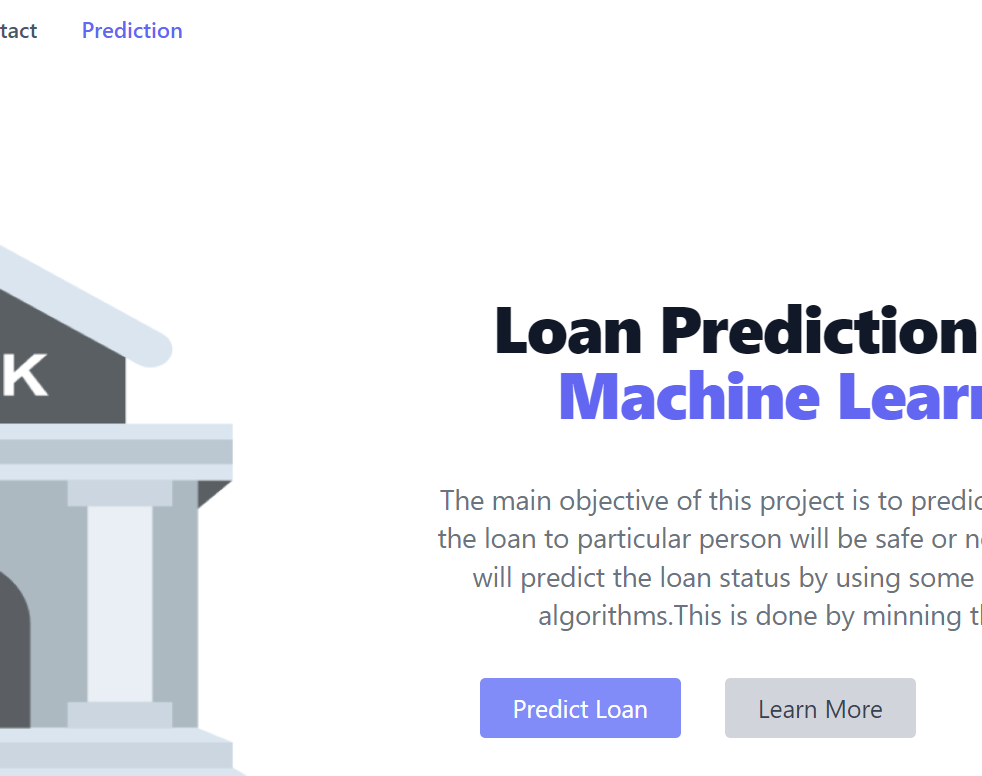 tact Prediction
K
Loan Prediction
Machine Lear
The main objective of this project is to predic
the loan to particular person will be safe or n
will predict the loan status by using some
algorithms.This is done by minning th
Predict Loan Learn More